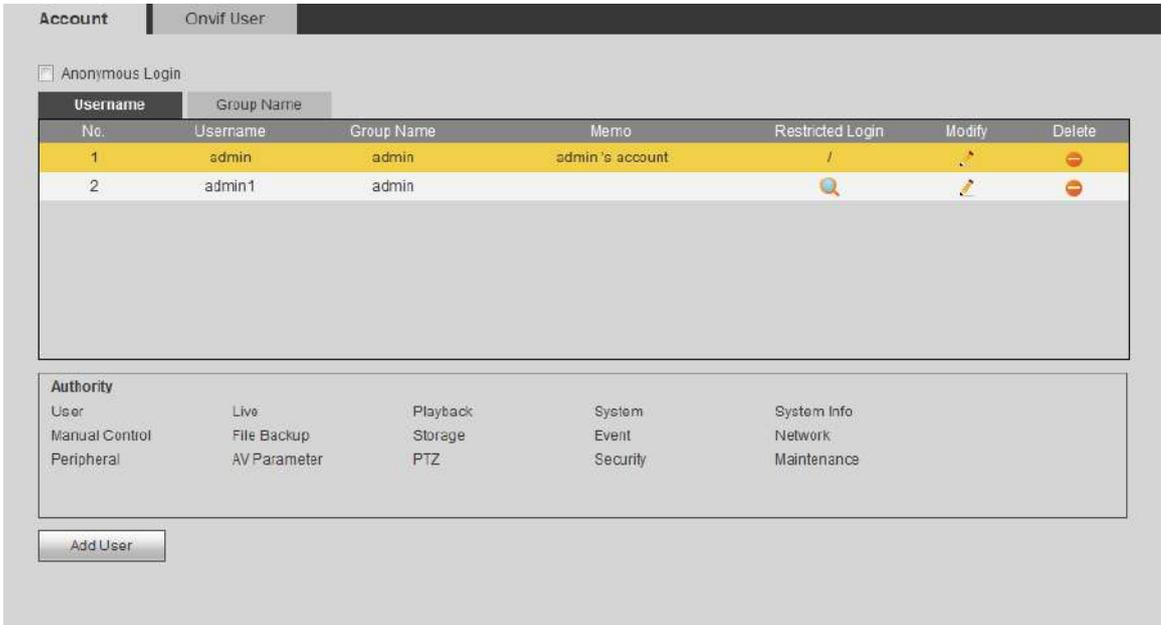 Account Onvif User
Anonymous Login
Username Group Name
No. Username Group Name Memo Restricted Login Modify Delete
1 admin admin admin 's account /
2 admin1 admin
Authority
User Live Playback System System Info
Manual Control File Backup Storage Event Network
Peripheral AV Parameter PTZ Security Maintenance
Add User